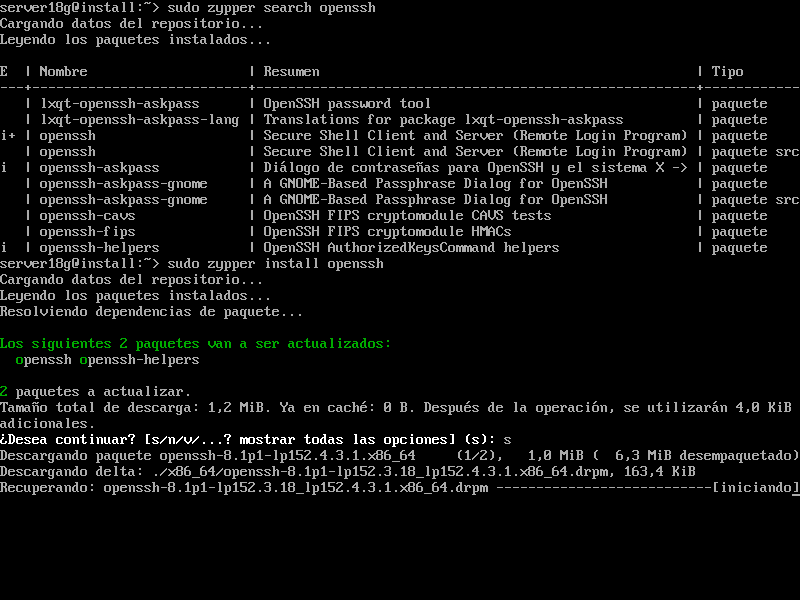 server18g@install:~> sudo zypper search openssh
Cargando datos del repositorio...
Leyendo los paquetes instalados...

E  | Nombre                    | Resumen                                               | Tipo
---+---------------------------+-------------------------------------------------------+------------
   | lxqt-openssh-askpass      | OpenSSH password tool                                 | paquete
   | lxqt-openssh-askpass-lang | Translations for package lxqt-openssh-askpass         | paquete
i+ | openssh                   | Secure Shell Client and Server (Remote Login Program) | paquete
   | openssh                   | Secure Shell Client and Server (Remote Login Program) | paquete src
i  | openssh-askpass           | Diálogo de contraseñas para OpenSSH y el sistema X -> | paquete
   | openssh-askpass-gnome     | A GNOME-Based Passphrase Dialog for OpenSSH           | paquete
   | openssh-askpass-gnome     | A GNOME-Based Passphrase Dialog for OpenSSH           | paquete src
   | openssh-cavs              | OpenSSH FIPS cryptomodule CAVS tests                  | paquete
   | openssh-fips              | OpenSSH FIPS cryptomodule HMACs                       | paquete
i  | openssh-helpers           | OpenSSH AuthorizedKeysCommand helpers                 | paquete
server18g@install:~> sudo zypper install openssh
Cargando datos del repositorio...
Leyendo los paquetes instalados...
Resolviendo dependencias de paquete...

Los siguientes 2 paquetes van a ser actualizados:
  openssh openssh-helpers

2 paquetes a actualizar.
Tamaño total de descarga: 1,2 MiB. Ya en caché: 0 B. Después de la operación, se utilizarán 4,0 KiB
adicionales.
¿Desea continuar? [s/n/v/...? mostrar todas las opciones] (s): s
Descargando paquete openssh-8.1p1-lp152.4.3.1.x86_64     (1/2),   1,0 MiB (  6,3 MiB desempaquetado)
Descargando delta: ./x86_64/openssh-8.1p1-lp152.3.18_lp152.4.3.1.x86_64.drpm, 163,4 KiB
Recuperando: openssh-8.1p1-lp152.3.18_lp152.4.3.1.x86_64.drpm ---------------------------[iniciando]